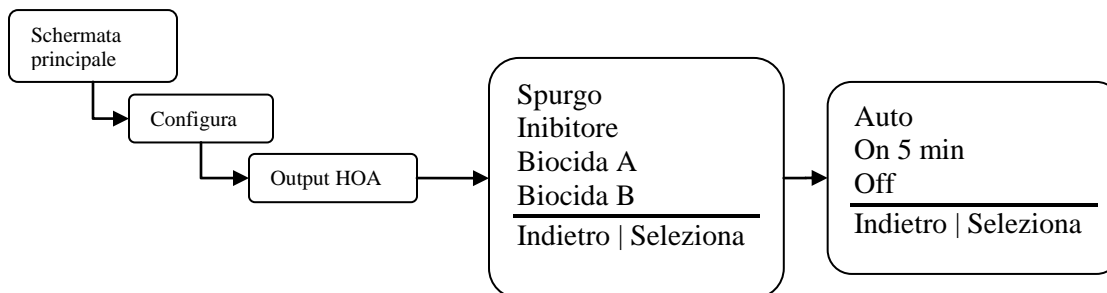 Schermata
principale
Configura
Output HOA
Spurgo
Inibitore
Biocida A
Biocida B
Indietro | Seleziona
Auto
On 5 min
Off
Indietro | Seleziona